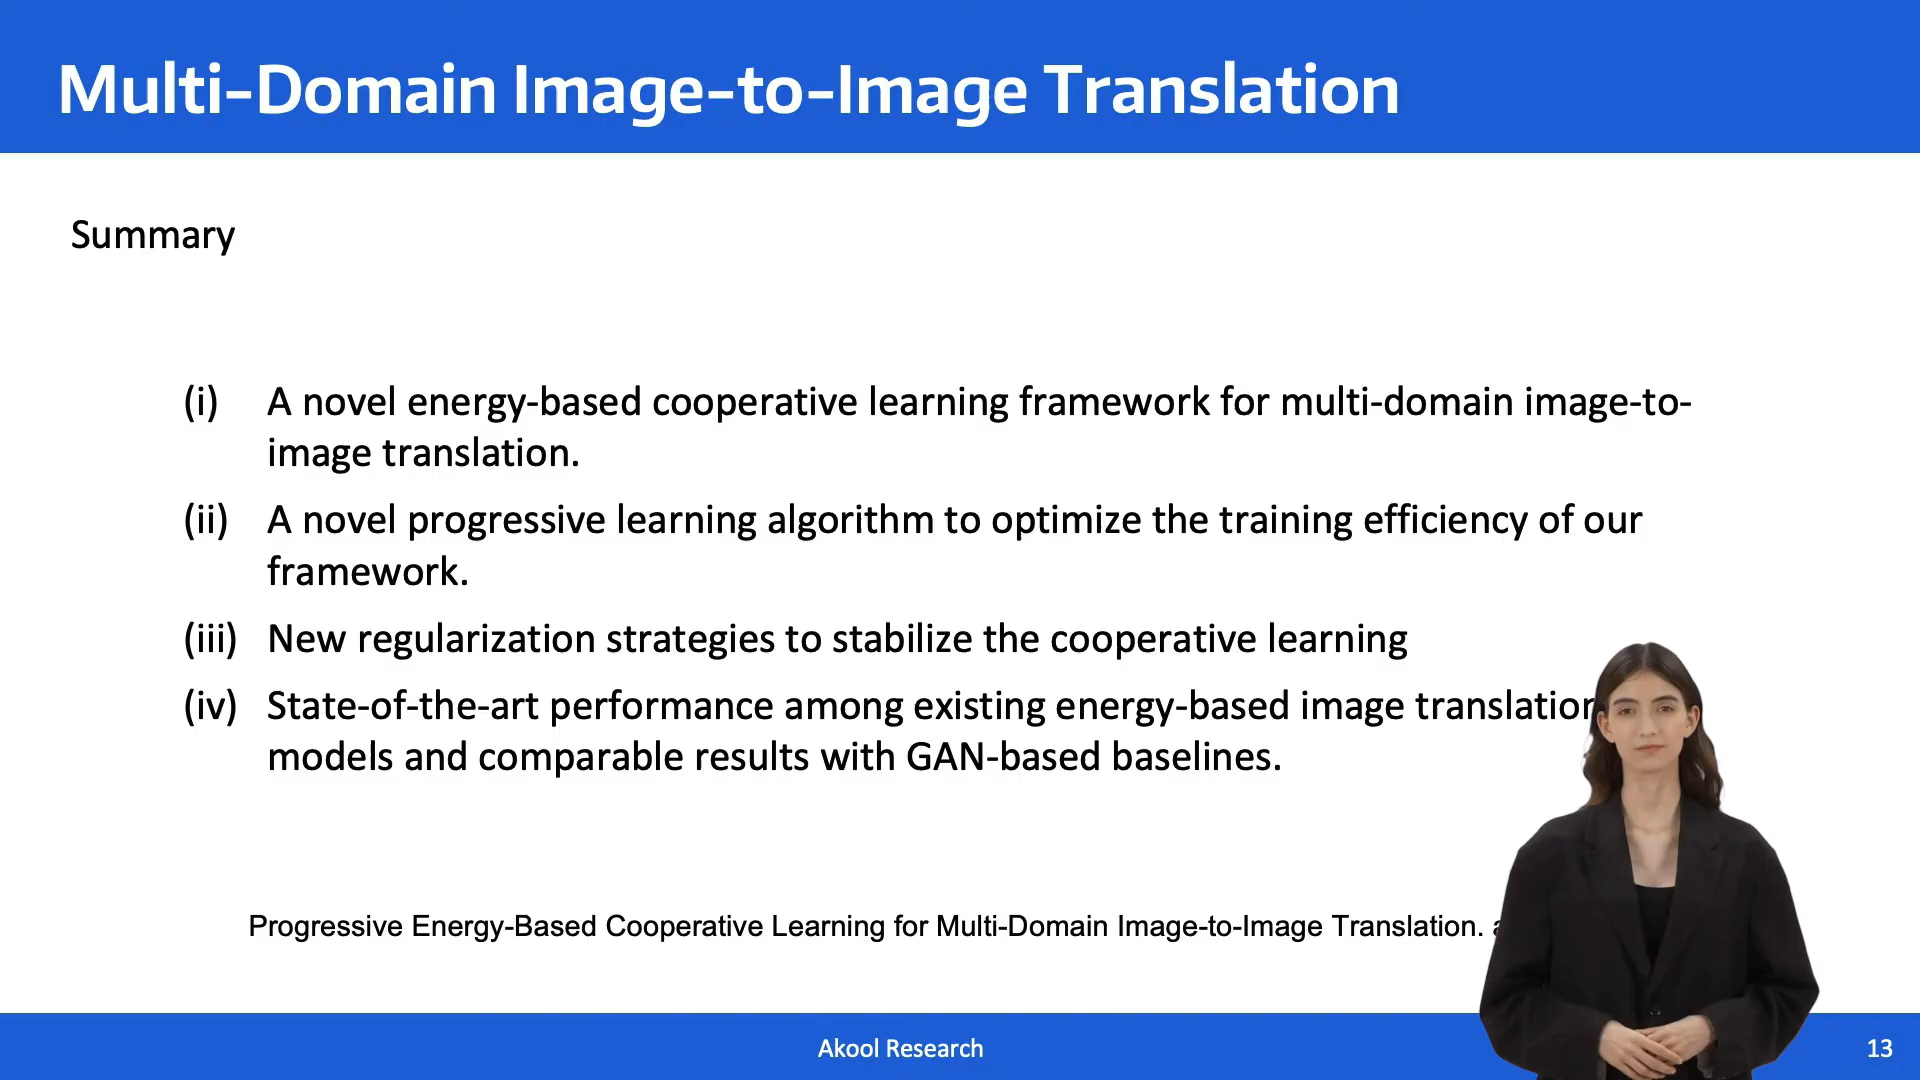 Multi-Domain Image-to-Image Translation
Summary
(i) A novel energy-based cooperative learning framework for multi-domain image-to-
image translation.
(ii) A novel progressive learning algorithm to optimize the training efficiency of our
framework.
(iii) New regularization strategies to stabilize the cooperative learning
(iv) State-of-the-art performance among existing energy-based image translation
models and comparable results with GAN-based baselines.
Progressive Energy-Based Cooperative Learning for Multi-Domain Image-to-Image Translation.
Akool Research
13